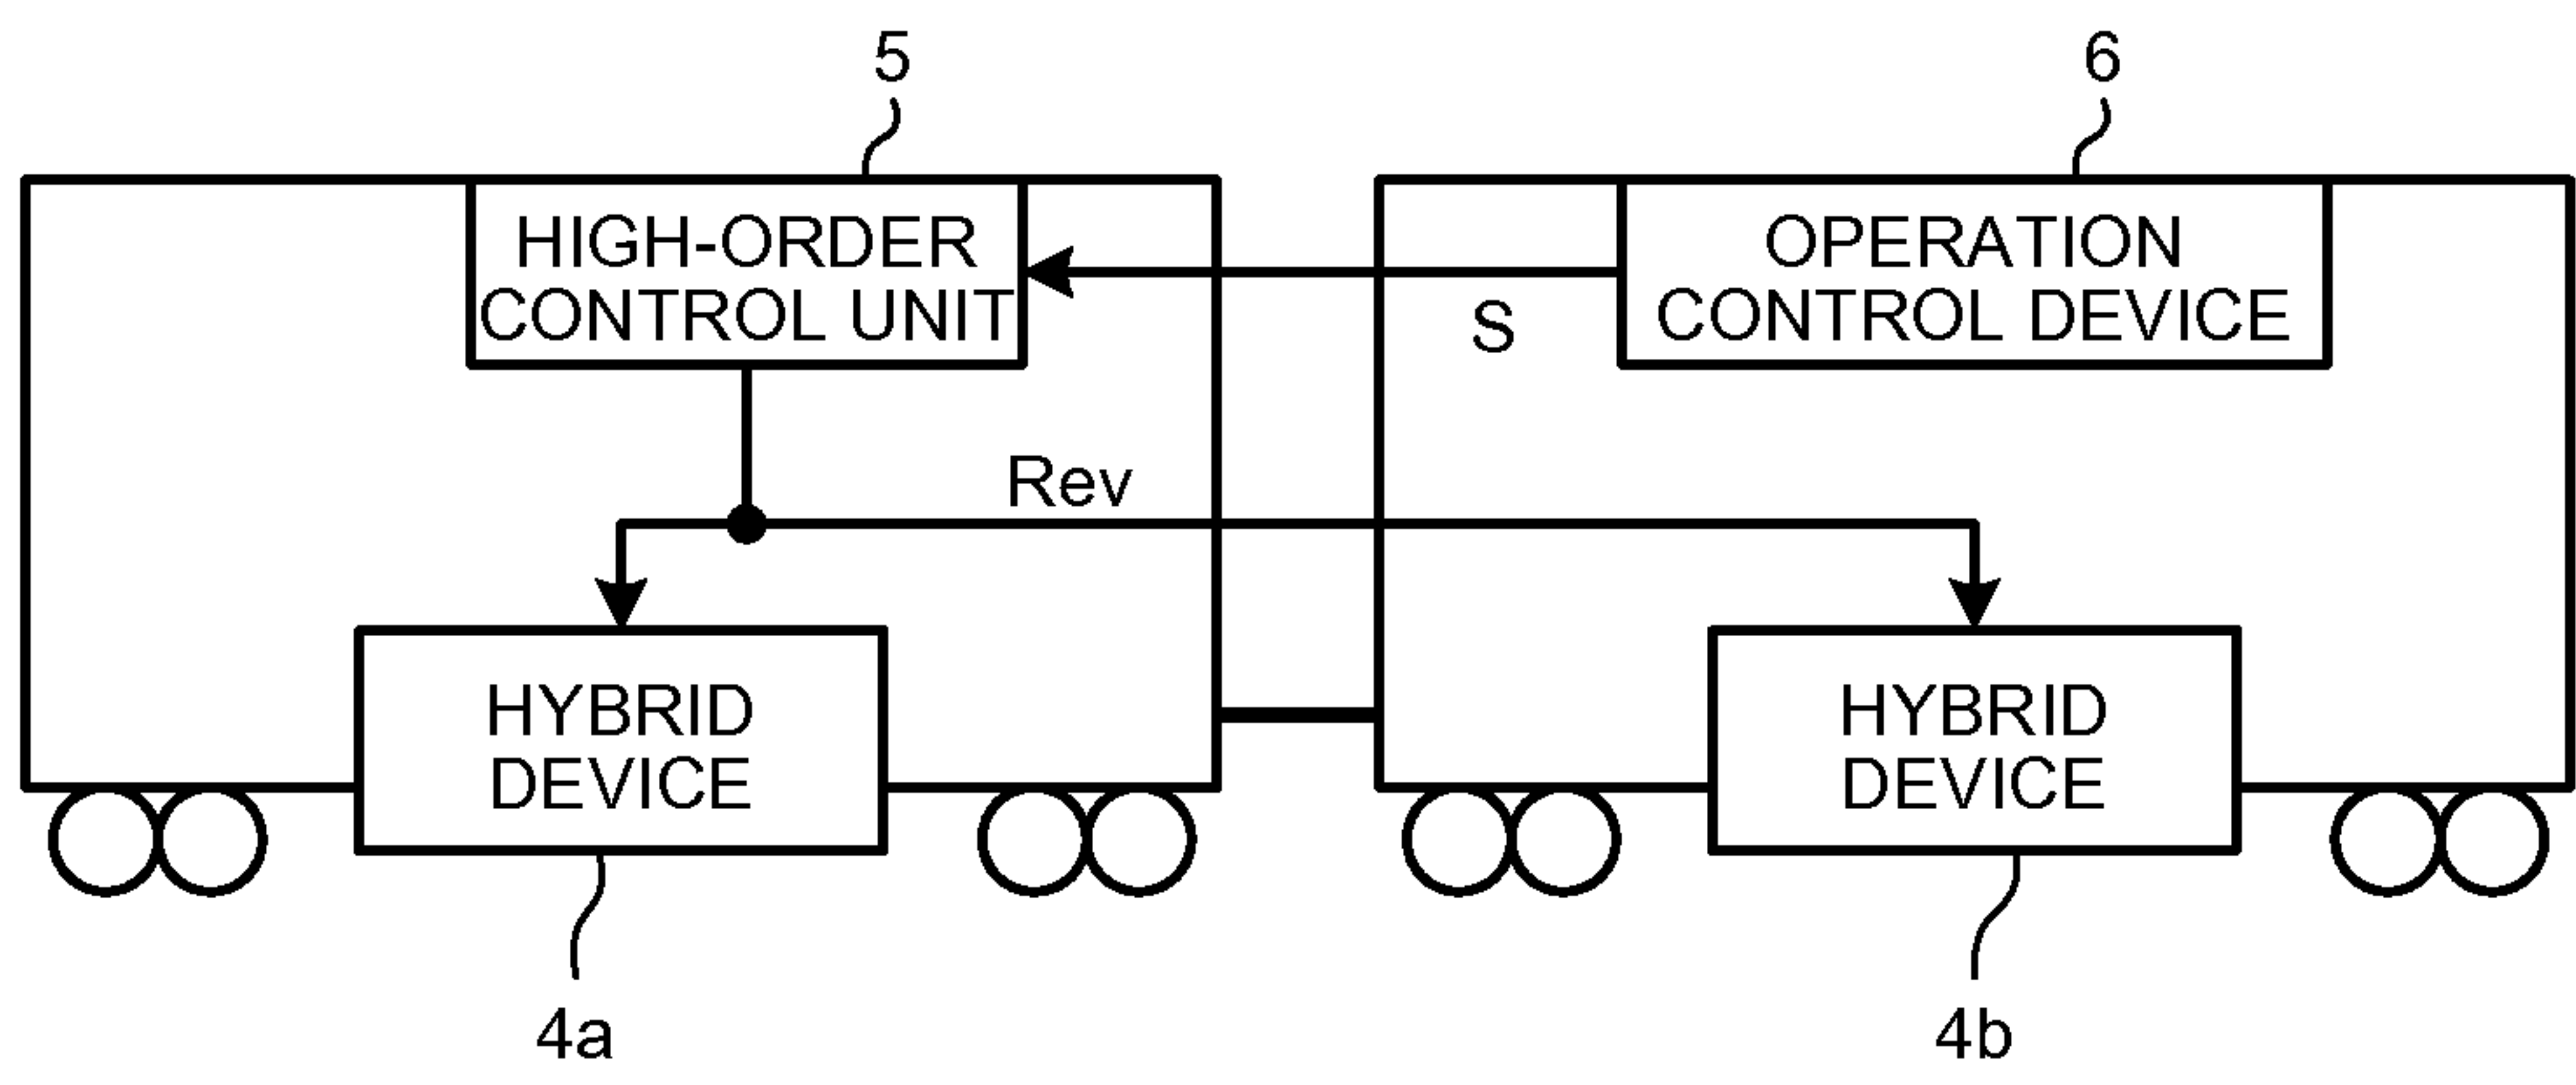 5
6
HIGH-ORDER
CONTROL UNIT
OPERATION
CONTROL DEVICE
S
Rev
HYBRID
DEVICE
HYBRID
DEVICE
4a
4b